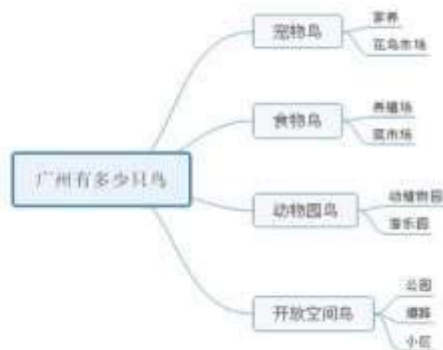 广州有多少只鸟
宠物鸟
家养
花鸟市场
食物鸟
养殖场
菜市场
动物园鸟
动植物园
游乐园
开放空间鸟
公园
道路
小区